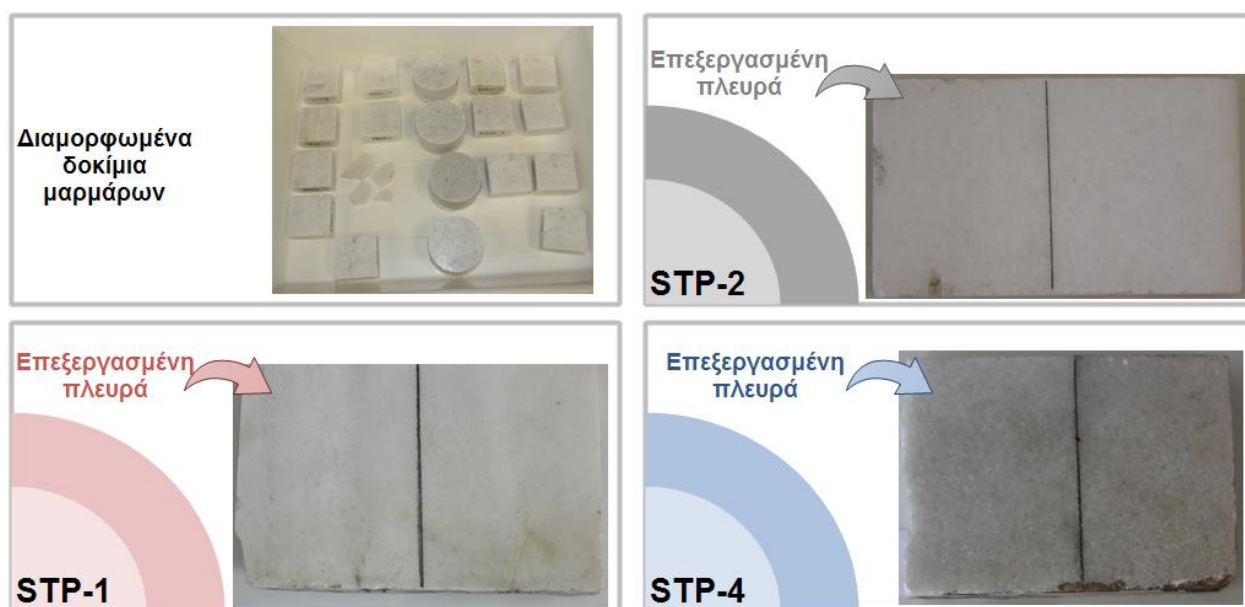 Διαμορφωμένα
δοκίμια
μαρμάρων
Επεξεργασμένη
πλευρά
STP-2
Επεξεργασμένη
πλευρά
STP-1
Επεξεργασμένη
πλευρά
STP-4